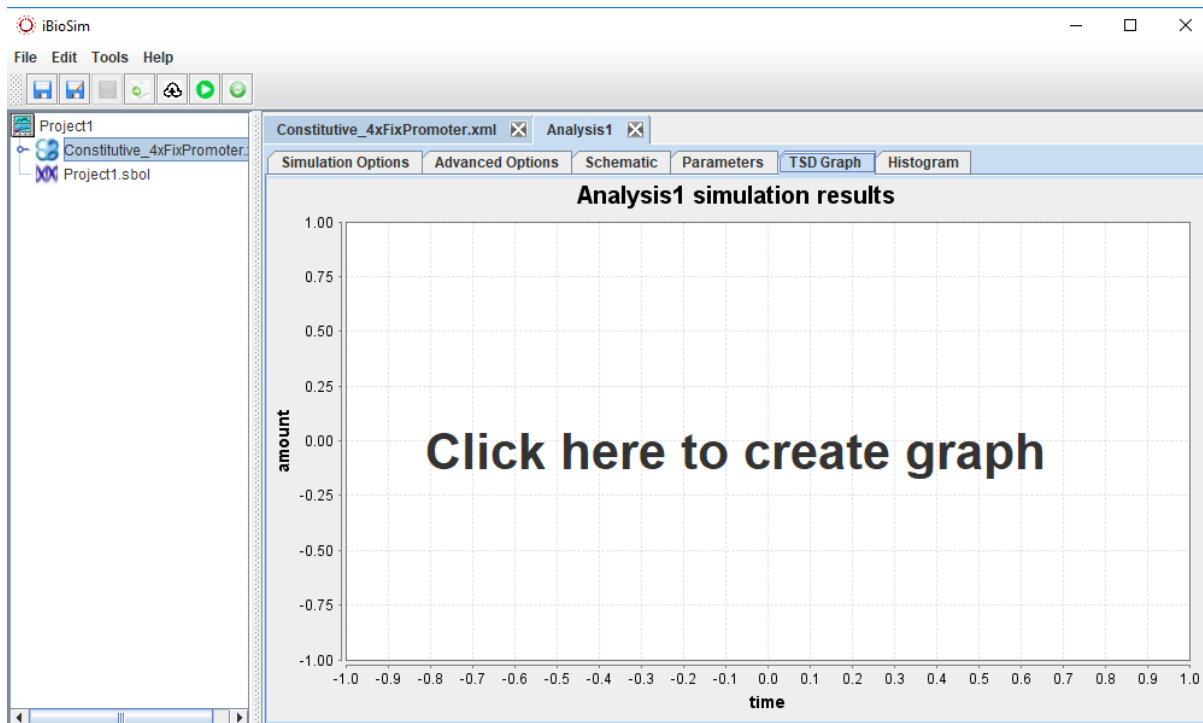 iBioSim
File Edit Tools Help
Project1
Constitutive_4xFixPromoter.
Project1.sbol
Constitutive_4xFixPromoter.xml Analysis1
Simulation Options Advanced Options Schematic Parameters TSD Graph Histogram
Analysis1 simulation results
1.00
0.75
0.50
0.25
0.00
-0.25
-0.50
-0.75
-1.00
amount
Click here to create graph
-1.0 -0.9 -0.8 -0.7 -0.6 -0.5 -0.4 -0.3 -0.2 -0.1 0.0 0.1 0.2 0.3 0.4 0.5 0.6 0.7 0.8 0.9 1.0
time